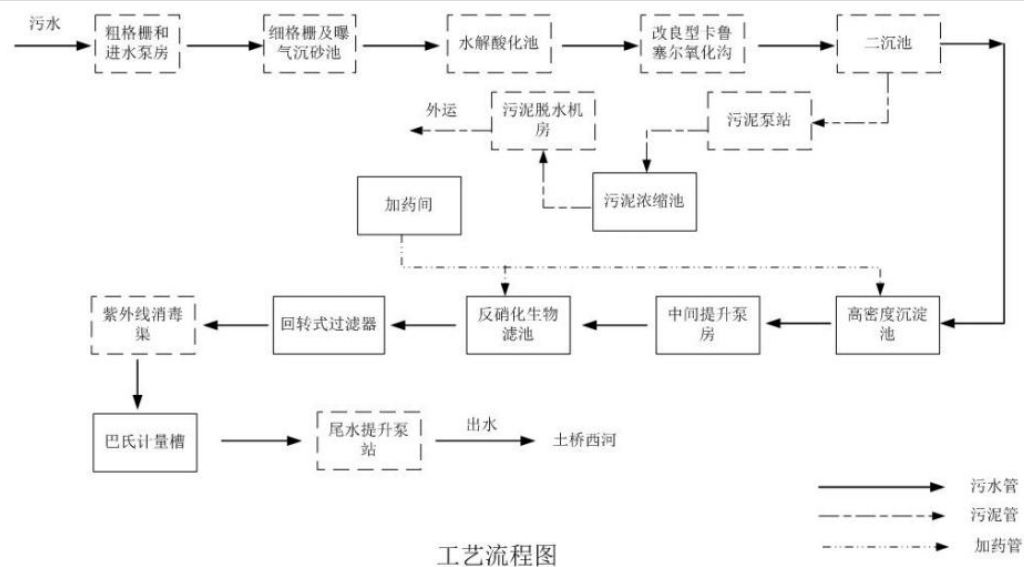 污水
粗格栅和
进水泵房
细格栅及曝
气沉砂池
水解酸化池
改良型卡鲁
塞尔氧化沟
二沉池
外运
污泥脱水机
房
污泥泵站
加药间
污泥浓缩池
紫外线消毒
渠
回转式过滤器
反硝化生物
滤池
中间提升泵
房
高密度沉淀
池
巴氏计量槽
尾水提升泵
站
出水
土桥西河
污水管
污泥管
加药管
工艺流程图